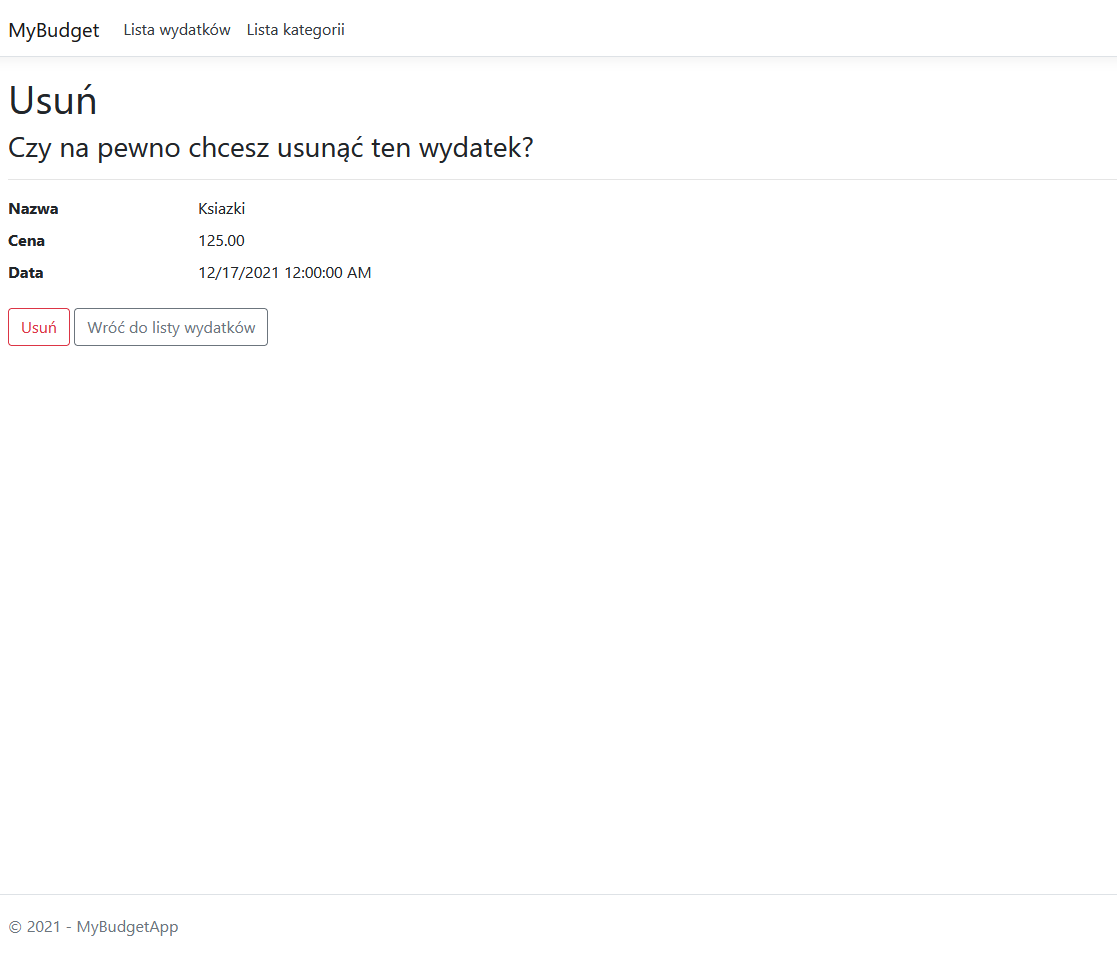 MyBudget Lista wydatków Lista kategorii
Usuń
Czy na pewno chcesz usunąć ten wydatek?
Nazwa Ksiazki
Cena 125.00
Data 12/17/2021 12:00:00 AM
Usuń Wróć do listy wydatków
© 2021 - MyBudgetApp